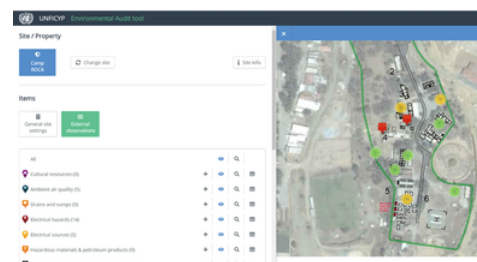 UNFICYP Environmental Audit tool
Site / Property
Camp
ROCA
Change site
Site info
Items
General site
settings
External
observations
All
Cultural resources (0)
Ambient air quality (5)
Drains and sumps (0)
Electrical hazards (14)
Electrical sources (2)
Hazardous materials & petroleum products (9)
2
4
5
6